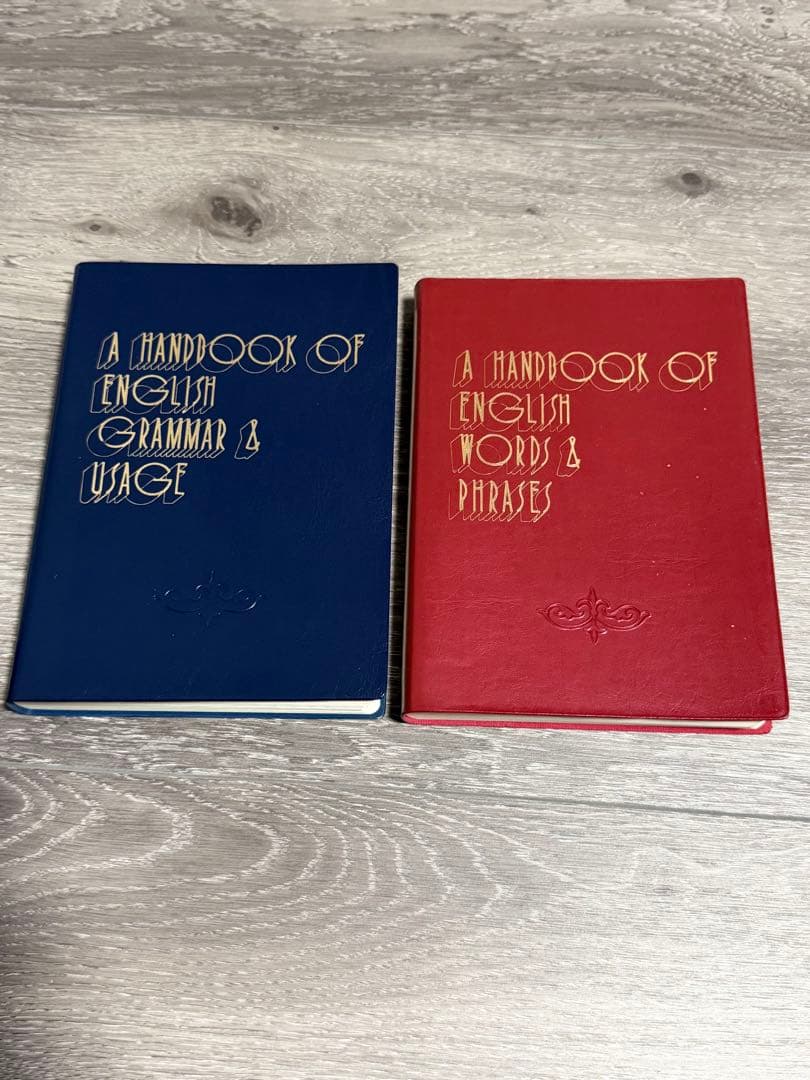 A HANDBOOK OF
ENGLISH
GRAMMAR &
USAGE
A HANDBOOK OF
ENGLISH
WORDS &
PHRASES